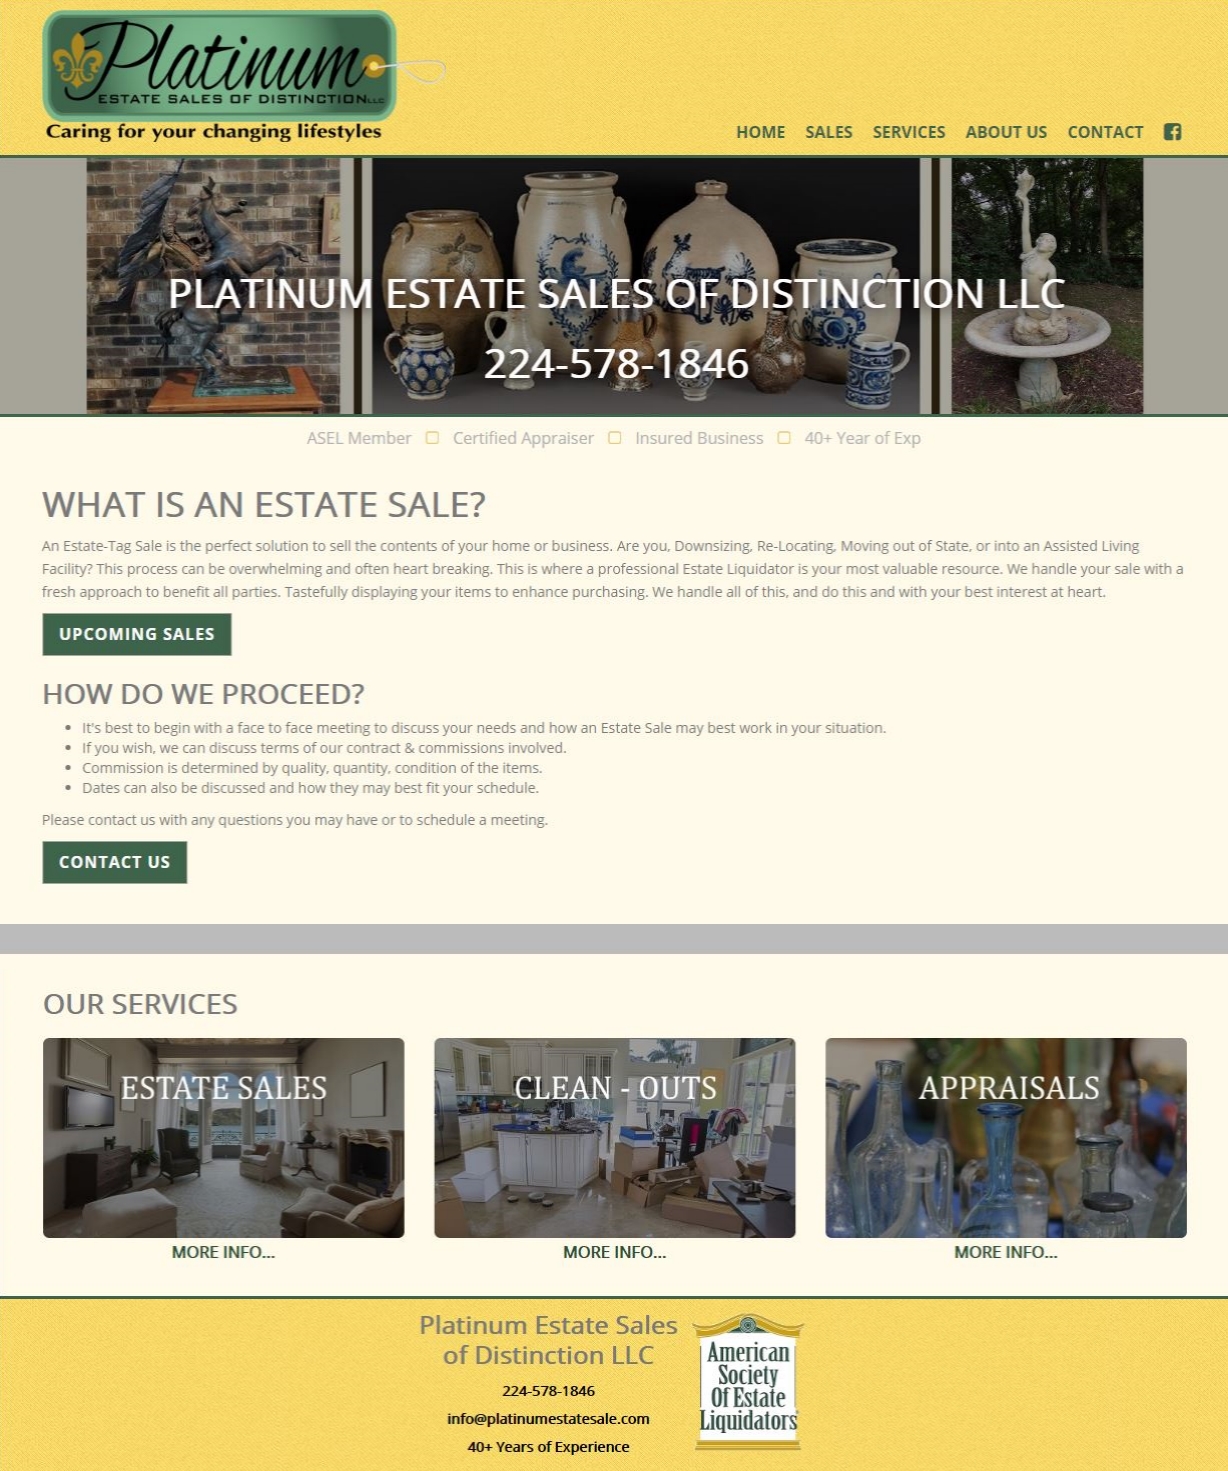 Platinum
ESTATE SALES OF DISTINCTION LLC
Caring for your changing lifestyles
HOME SALES SERVICES ABOUT US CONTACT
PLATINUM ESTATE SALES OF DISTINCTION LLC
224-578-1846
ASEL Member Certified Appraiser Insured Business 40+ Year of Exp
WHAT IS AN ESTATE SALE?
An Estate-Tag Sale is the perfect solution to sell the contents of your home or business. Are you, Downsizing, Re-Locating, Moving out of State, or into an Assisted Living
Facility? This process can be overwhelming and often heart breaking. This is where a professional Estate Liquidator is your most valuable resource. We handle your sale with a
fresh approach to benefit all parties. Tastefully displaying your items to enhance purchasing. We handle all of this, and do this and with your best interest at heart.
UPCOMING SALES
HOW DO WE PROCEED?
It's best to begin with a face to face meeting to discuss your needs and how an Estate Sale may best work in your situation.
If you wish, we can discuss terms of our contract & commissions involved.
Commission is determined by quality, quantity, condition of the items.
Dates can also be discussed and how they may best fit your schedule.
Please contact us with any questions you may have or to schedule a meeting.
CONTACT US
OUR SERVICES
ESTATE SALES
CLEAN - OUTS
APPRAISALS
MORE INFO...
MORE INFO...
MORE INFO...
Platinum Estate Sales
of Distinction LLC
224-578-1846
info@platinumestatesale.com
40+ Years of Experience
American
Society
Of Estate
Liquidators